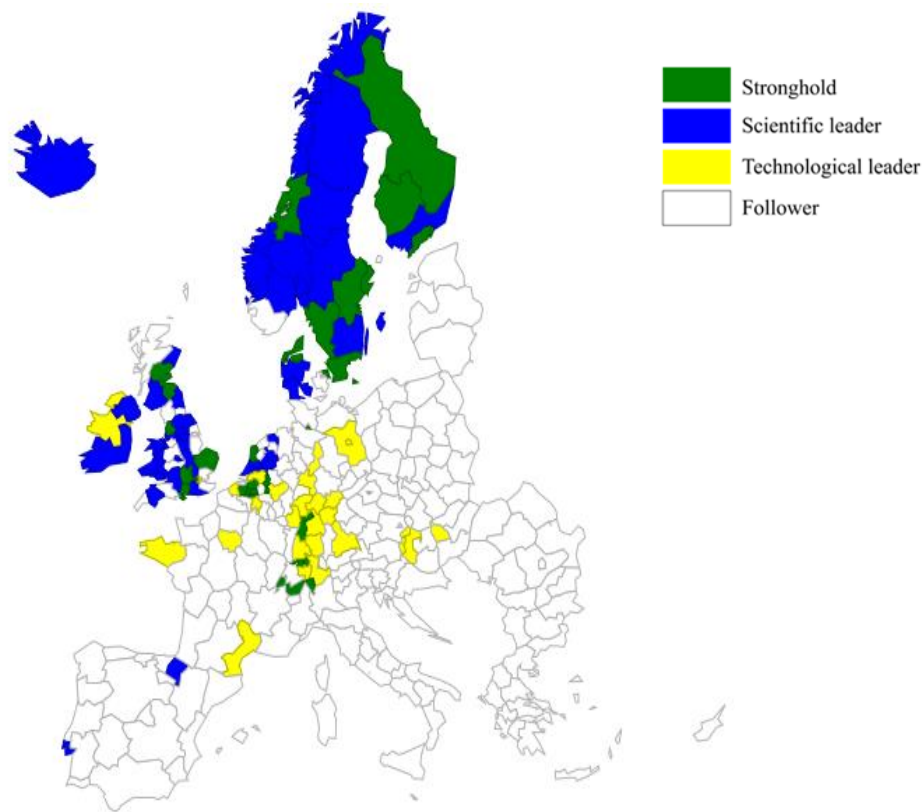 Stronghold
Scientific leader
Technological leader
Follower